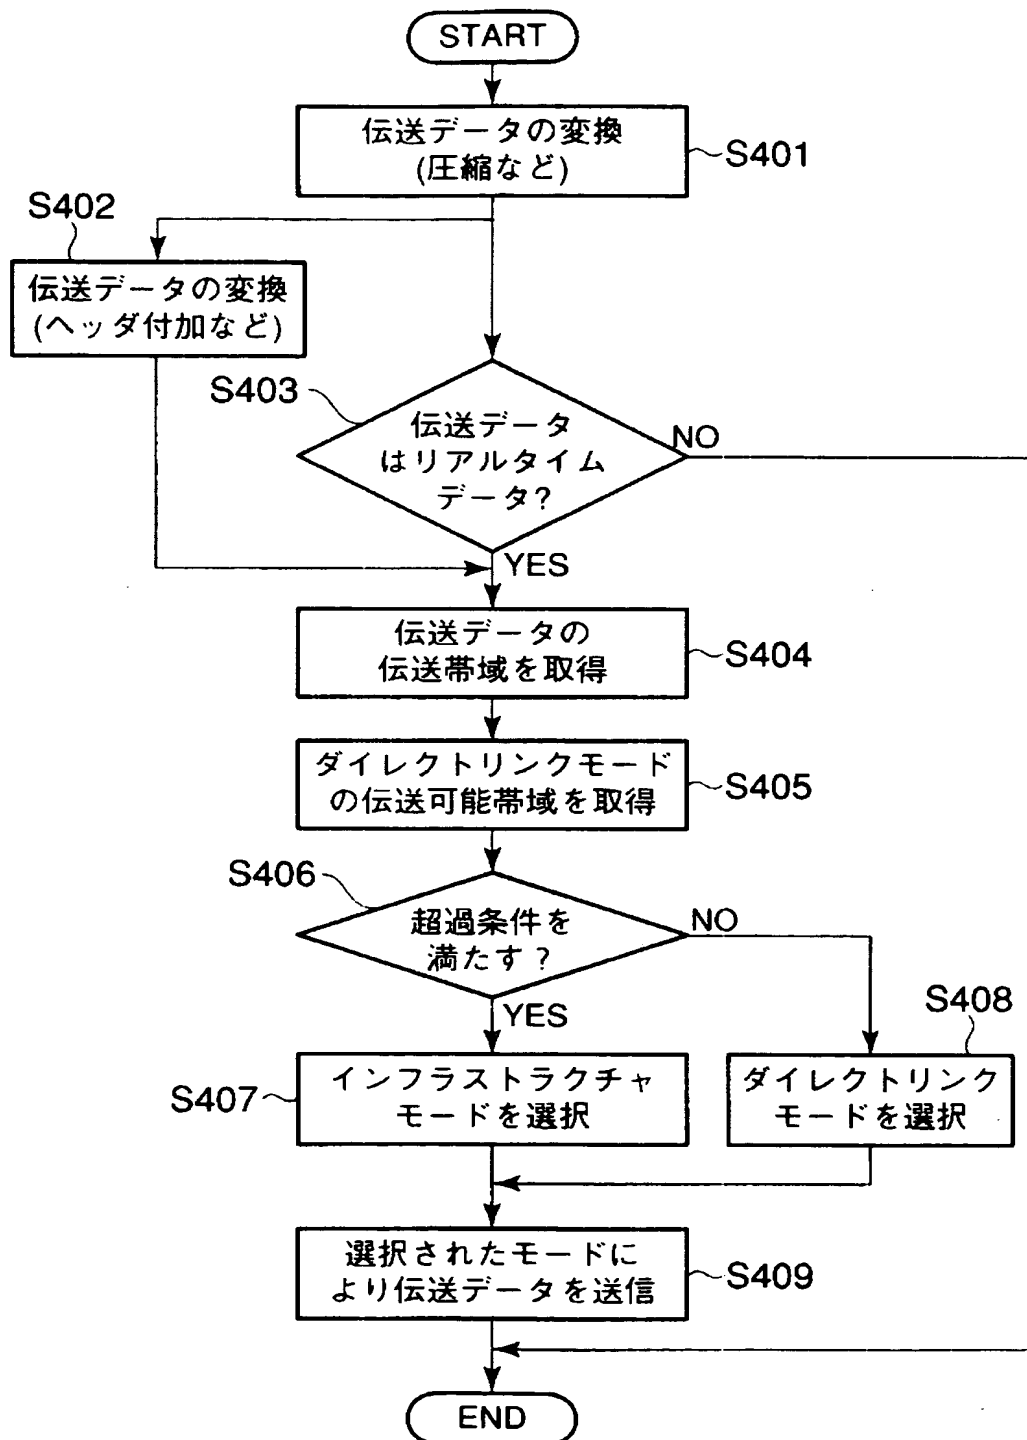 START
伝送データの変換
(圧縮など)
S401
S402
伝送データの変換
(ヘッダ付加など)
S403
伝送データ
はリアルタイム
データ?
NO
YES
伝送データの
伝送帯域を取得
S404
ダイレクトリンクモード
の伝送可能帯域を取得
S405
S406
超過条件を
満たす?
NO
YES
S407
インフラストラクチャ
モードを選択
S408
ダイレクトリンク
モードを選択
選択されたモードに
より伝送データを送信
S409
END